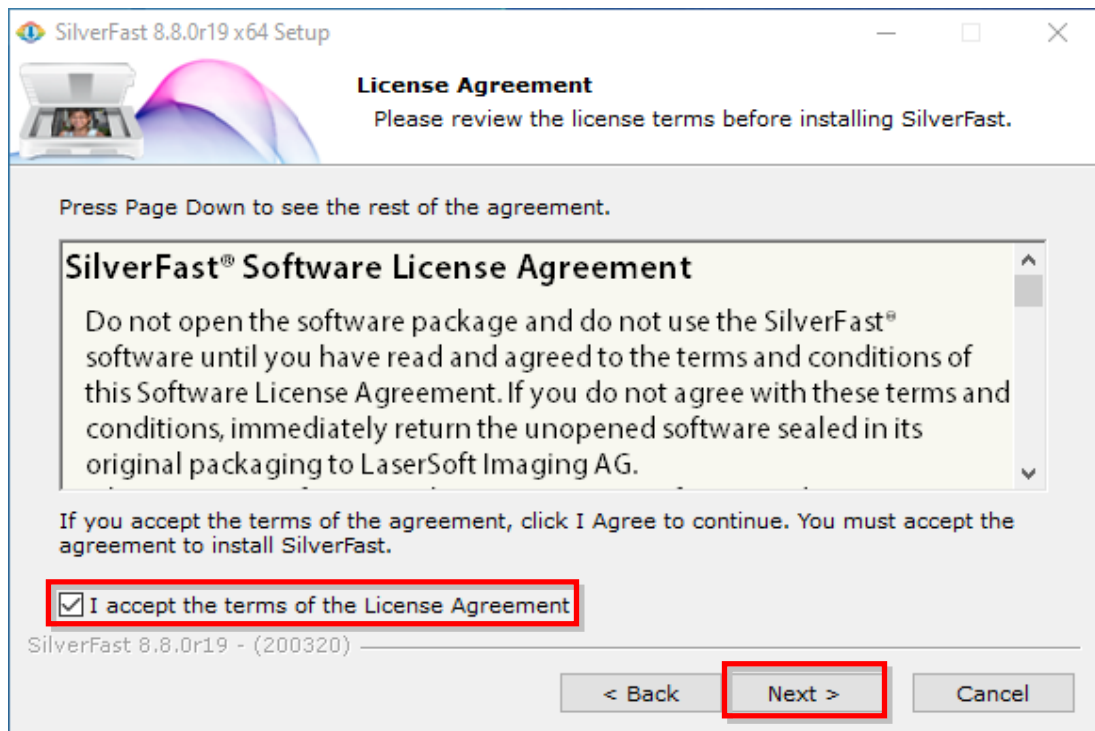 SilverFast 8.8.0r19 x64 Setup
License Agreement
Please review the license terms before installing SilverFast.
Press Page Down to see the rest of the agreement.
SilverFast® Software License Agreement
Do not open the software package and do not use the SilverFast®
software until you have read and agreed to the terms and conditions of
this Software License Agreement. If you do not agree with these terms and
conditions, immediately return the unopened software sealed in its
original packaging to LaserSoft Imaging AG.
If you accept the terms of the agreement, click I Agree to continue. You must accept the
agreement to install SilverFast.
I accept the terms of the License Agreement
SilverFast 8.8.0r19 - (200320)
< Back Next > Cancel